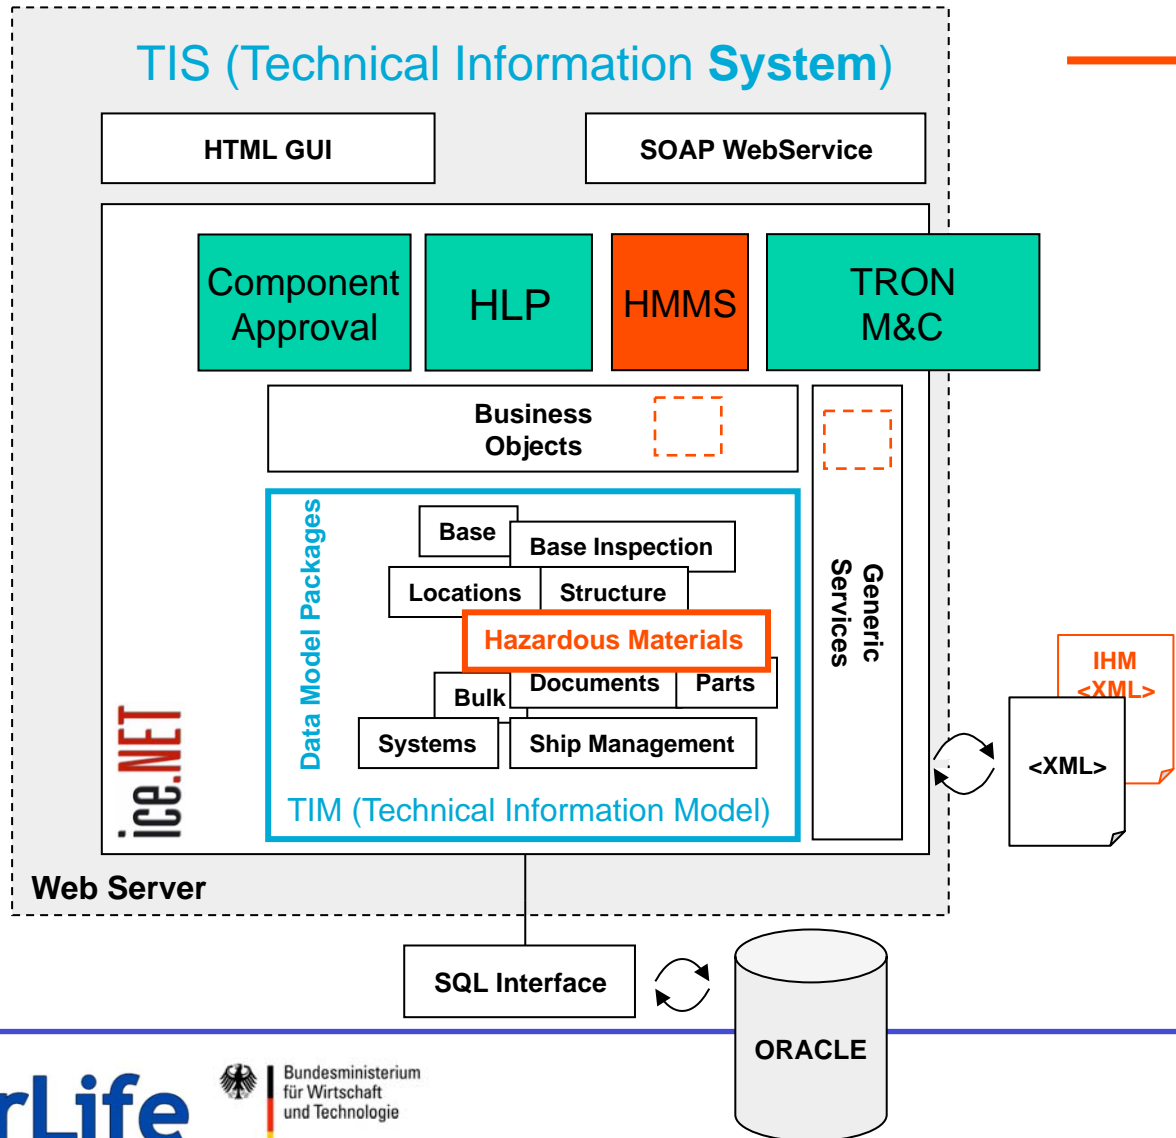 TIS (Technical Information System)
HTML GUI
SOAP WebService
Component
Approval
HLP
HMMS
TRON
M&C
Business
Objects
Generic
Services
Data Model Packages
Base
Base Inspection
Locations
Structure
Hazardous Materials
Bulk
Documents
Parts
Systems
Ship Management
TIM (Technical Information Model)
ice.NET
IHM
<XML>
<XML>
Web Server
SQL Interface
ORACLE
rLife
Bundesministerium
für Wirtschaft
und Technologie